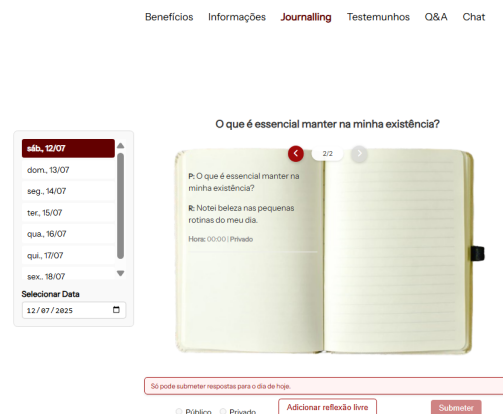 Benefícios Informações Journalling Testemunhos Q&A Chat
O que é essencial manter na minha existência?
sáb., 12/07
dom., 13/07
seg., 14/07
ter., 15/07
qua., 16/07
qui., 17/07
sex., 18/07
Selecionar Data
12/07/2025
2/2
P: O que é essencial manter na
minha existência?
R: Notei beleza nas pequenas
rotinas do meu dia.
Hora: 00:00 | Privado
Só pode submeter respostas para o dia de hoje.
Público Privado
Adicionar reflexão livre
Submeter